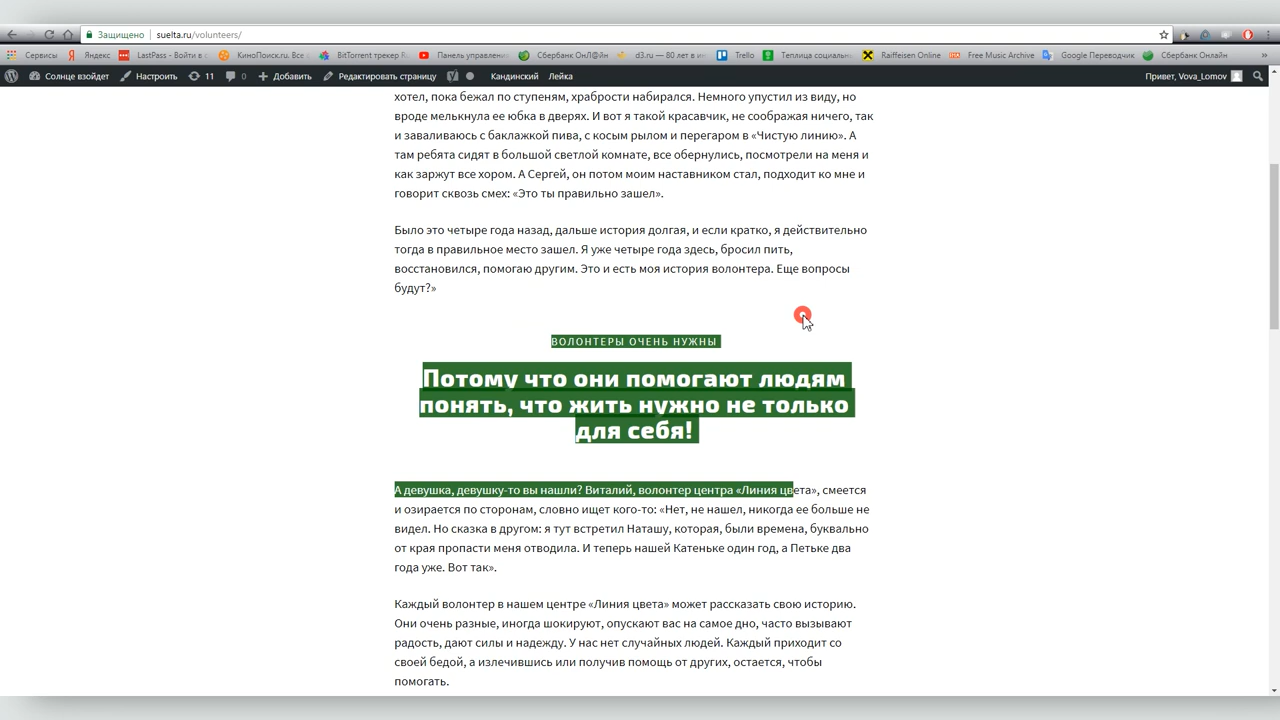 Защищено suelta.ru/volunteers/
Сервисы Яндекс LastPass - Войти в с КиноПоиск.ru. Все BitTorrent трекер R Панель управлени Сбербанк ОнЛ@йн d3.ru — 80 лет в ин Trello Теплица социальн Raiffeisen Online Free Music Archive Google Переводчик Сбербанк Онлайн »
Солнце взойдет Настроить 11 0 Добавить Редактировать страницу Кандинский Лейка Привет, Vova_Lomov
хотел, пока бежал по ступеням, храбрости набирался. Немного упустил из виду, но
вроде мелькнула ее юбка в дверях. И вот я такой красавчик, не соображая ничего, так
и заваливаюсь с баклажкой пива, с косым рылом и перегаром в «Чистую линию». А
там ребята сидят в большой светлой комнате, все обернулись, посмотрели на меня и
как заржут все хором. А Сергей, он потом моим наставником стал, подходит ко мне и
говорит сквозь смех: «Это ты правильно зашел».
Было это четыре года назад, дальше история долгая, и если кратко, я действительно
тогда в правильное место зашел. Я уже четыре года здесь, бросил пить,
восстановился, помогаю другим. Это и есть моя история волонтера. Еще вопросы
будут?»
ВОЛОНТЕРЫ ОЧЕНЬ НУЖНЫ
Потому что они помогают людям
понять, что жить нужно не только
для себя!
А девушка, девушку-то вы нашли? Виталий, волонтер центра «Линия цвета», смеется
и озирается по сторонам, словно ищет кого-то: «Нет, не нашел, никогда ее больше не
видел. Но сказка в другом: я тут встретил Наташу, которая, были времена, буквально
от края пропасти меня отводила. И теперь нашей Катеньке один год, а Петьке два
года уже. Вот так».
Каждый волонтер в нашем центре «Линия цвета» может рассказать свою историю.
Они очень разные, иногда шокируют, опускают вас на самое дно, часто вызывают
радость, дают силы и надежду. У нас нет случайных людей. Каждый приходит со
своей бедой, а излечившись или получив помощь от других, остается, чтобы
помогать.